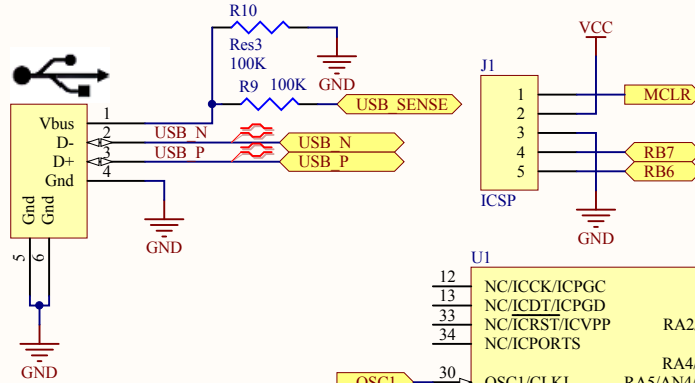 R10
Res3
100K
GND
R9 100K
USB_SENSE
Vbus 1
D- 2 USB_N USB_N
D+ 3 USB_P USB_P
Gnd 4
GND
Gnd Gnd
5 6
GND
VCC
J1
1 MCLR
2
3
4 RB7
5 RB6
ICSP
GND
U1
12 NC/ICCK/ICPGC
13 NC/ICDT/ICPGD
33 NC/ICRST/ICVPP RA2
34 NC/ICPORTS
RA4/
OSC1 30 OSC1/CLKI RA5/AN4/